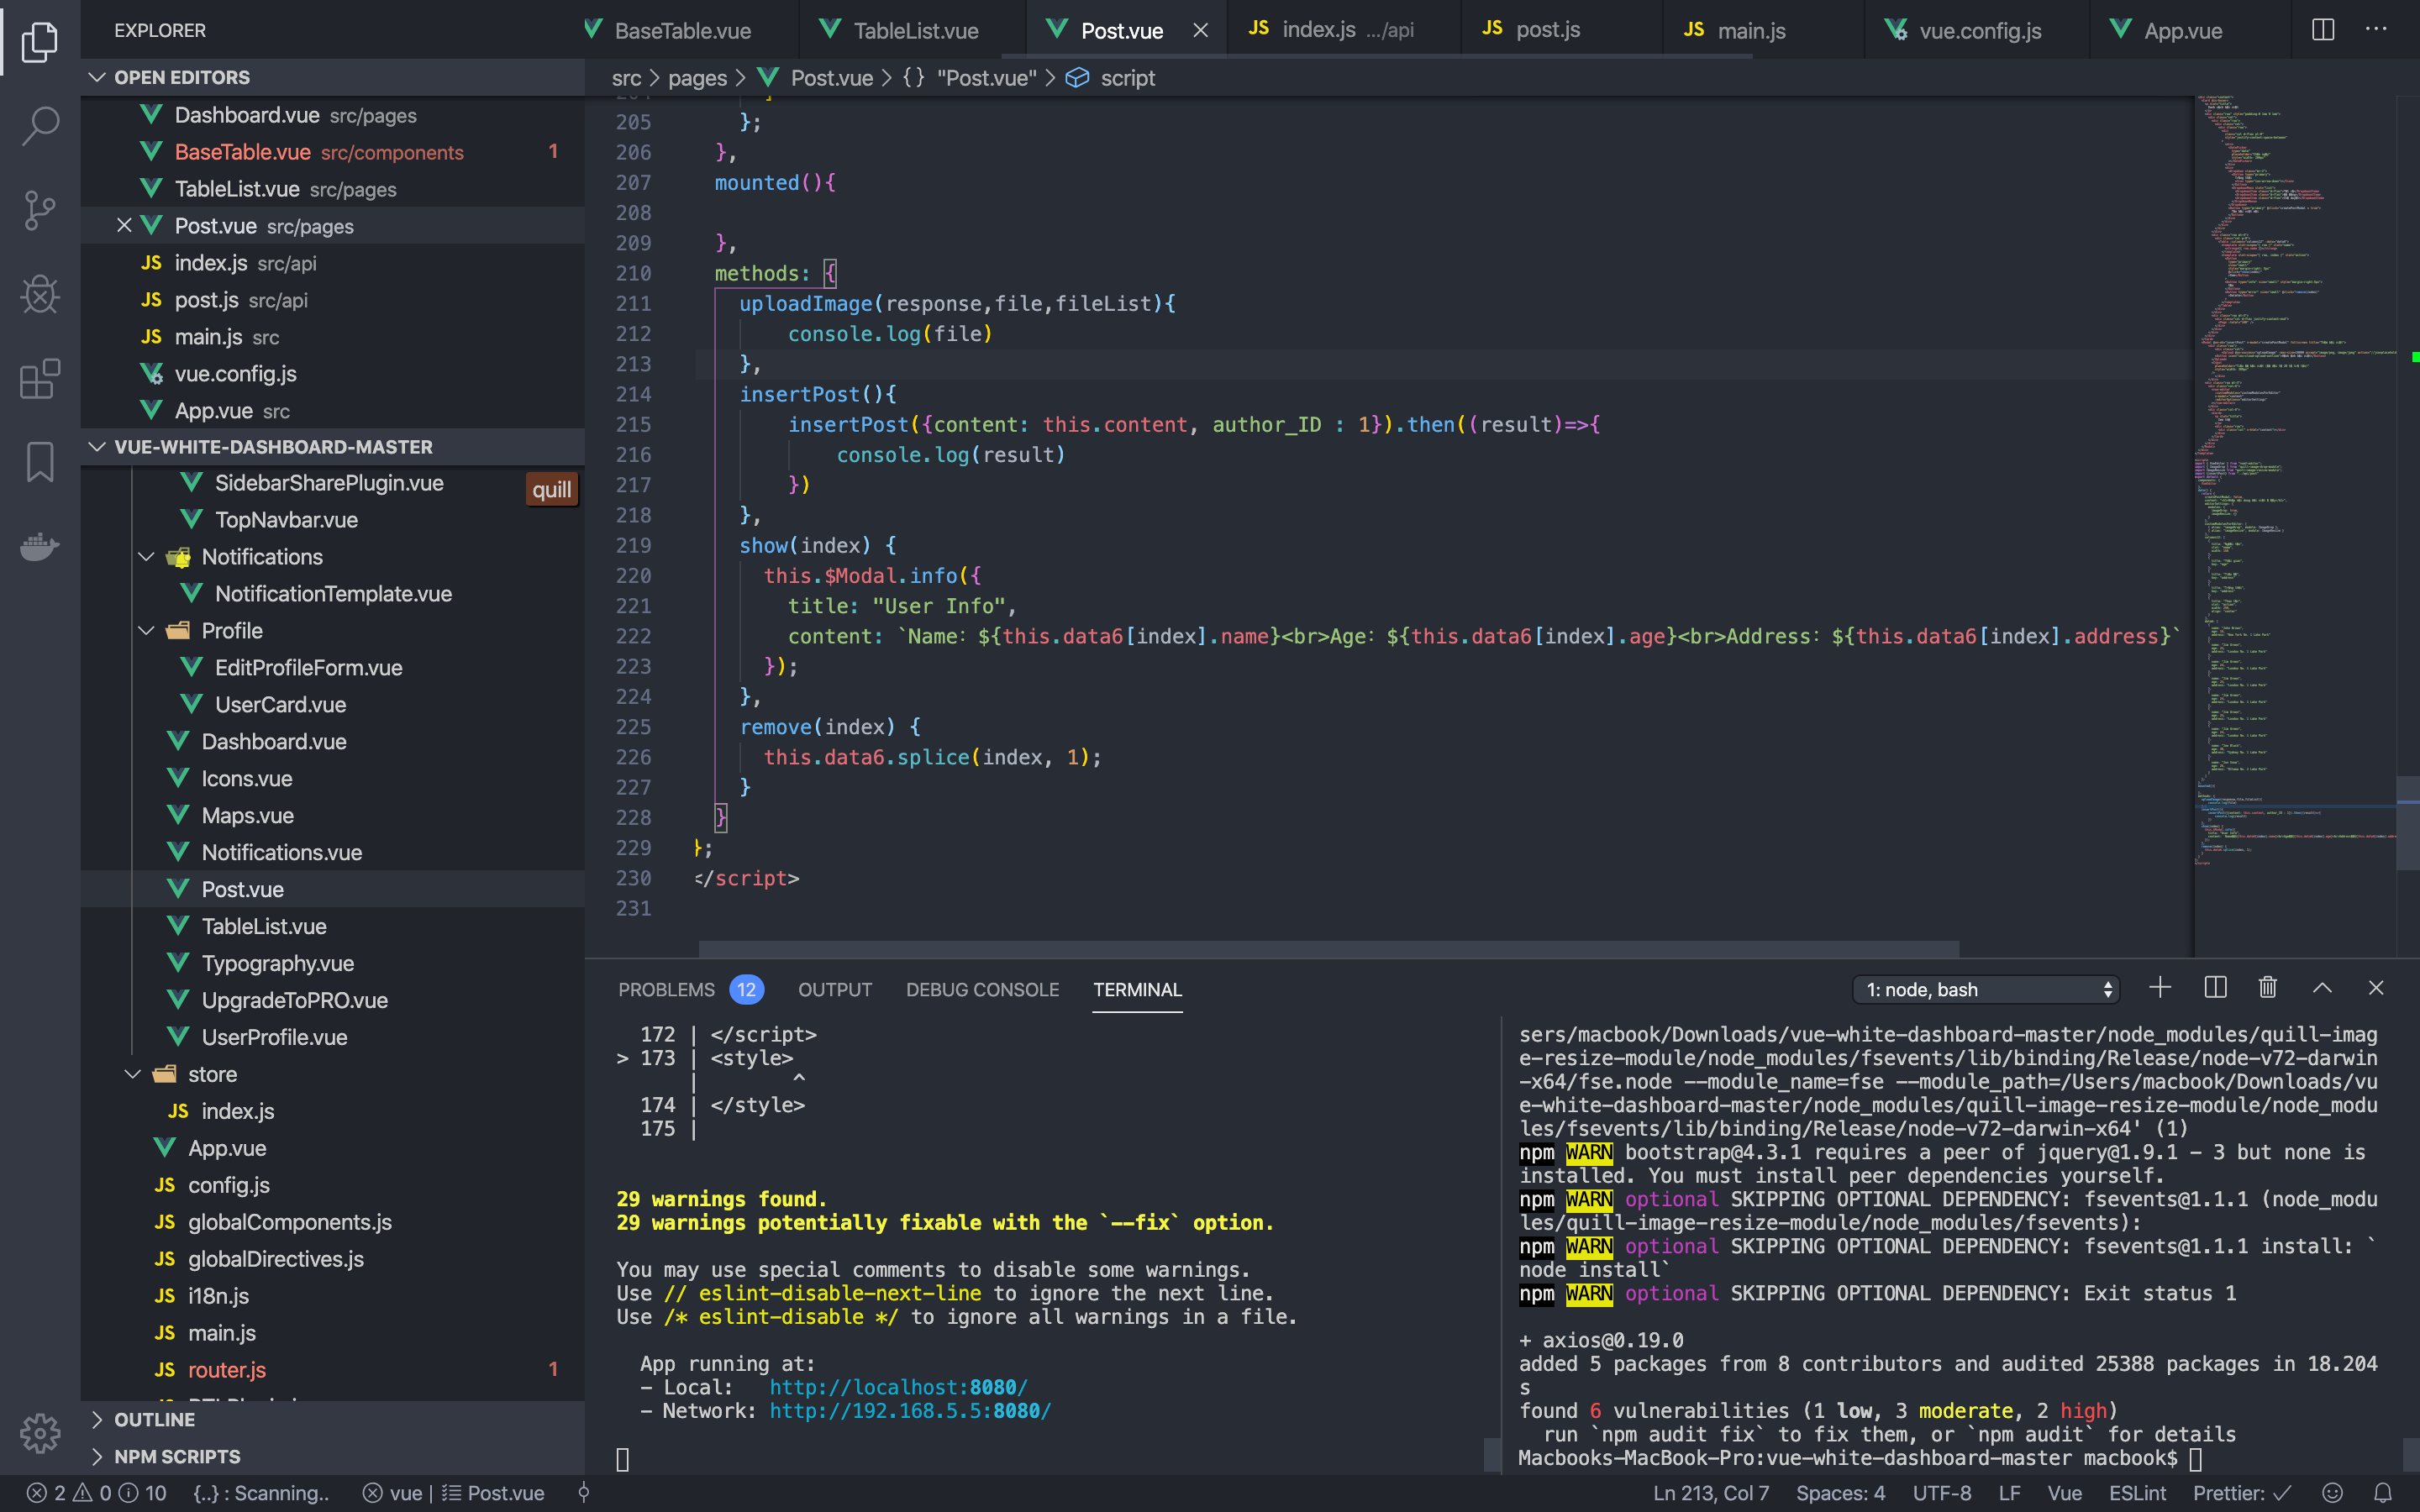 EXPLORER
BaseTable.vue
TableList.vue
Post.vue
JS index.js .../api
JS post.js
JS main.js
vue.config.js
App.vue
OPEN EDITORS
Dashboard.vue src/pages
BaseTable.vue src/components 1
TableList.vue src/pages
Post.vue src/pages
JS index.js src/api
JS post.js src/api
JS main.js src
vue.config.js
App.vue src
VUE-WHITE-DASHBOARD-MASTER
SidebarSharePlugin.vue
quill
TopNavbar.vue
Notifications
NotificationTemplate.vue
Profile
EditProfileForm.vue
UserCard.vue
Dashboard.vue
Icons.vue
Maps.vue
Notifications.vue
Post.vue
TableList.vue
Typography.vue
UpgradeToPRO.vue
UserProfile.vue
store
JS index.js
App.vue
JS config.js
JS globalComponents.js
JS globalDirectives.js
JS i18n.js
JS main.js
JS router.js 1
OUTLINE
NPM SCRIPTS
src > pages > Post.vue > {} "Post.vue" > script
205 };
206 },
207 mounted(){
208
209 },
210 methods: {
211 uploadImage(response,file,fileList){
212 console.log(file)
213 },
214 insertPost(){
215 insertPost({content: this.content, author_ID : 1}).then((result)=>{
216 console.log(result)
217 })
218 },
219 show(index) {
220 this.$Modal.info({
221 title: "User Info",
222 content: `Name: ${this.data6[index].name}<br>Age: ${this.data6[index].age}<br>Address: ${this.data6[index].address}`
223 });
224 },
225 remove(index) {
226 this.data6.splice(index, 1);
227 }
228 }
229 };
230 </script>
231
PROBLEMS 12 OUTPUT DEBUG CONSOLE TERMINAL
1: node, bash
172 | </script>
> 173 | <style>
| ^
174 | </style>
175 |
29 warnings found.
29 warnings potentially fixable with the `--fix` option.
You may use special comments to disable some warnings.
Use // eslint-disable-next-line to ignore the next line.
Use /* eslint-disable */ to ignore all warnings in a file.
App running at:
- Local: http://localhost:8080/
- Network: http://192.168.5.5:8080/
sers/macbook/Downloads/vue-white-dashboard-master/node_modules/quill-imag
e-resize-module/node_modules/fsevents/lib/binding/Release/node-v72-darwin
-x64/fse.node --module_name=fse --module_path=/Users/macbook/Downloads/vu
e-white-dashboard-master/node_modules/quill-image-resize-module/node_modu
les/fsevents/lib/binding/Release/node-v72-darwin-x64' (1)
npm WARN bootstrap@4.3.1 requires a peer of jquery@1.9.1 - 3 but none is
installed. You must install peer dependencies yourself.
npm WARN optional SKIPPING OPTIONAL DEPENDENCY: fsevents@1.1.1 (node_modu
les/quill-image-resize-module/node_modules/fsevents):
npm WARN optional SKIPPING OPTIONAL DEPENDENCY: fsevents@1.1.1 install: `
node install`
npm WARN optional SKIPPING OPTIONAL DEPENDENCY: Exit status 1
+ axios@0.19.0
added 5 packages from 8 contributors and audited 25388 packages in 18.204
s
found 6 vulnerabilities (1 low, 3 moderate, 2 high)
run `npm audit fix` to fix them, or `npm audit` for details
Macbooks-MacBook-Pro:vue-white-dashboard-master macbook$
2 0 10 {..} : Scanning.. vue | Post.vue
Ln 213, Col 7 Spaces: 4 UTF-8 LF Vue ESLint Prettier: ✓